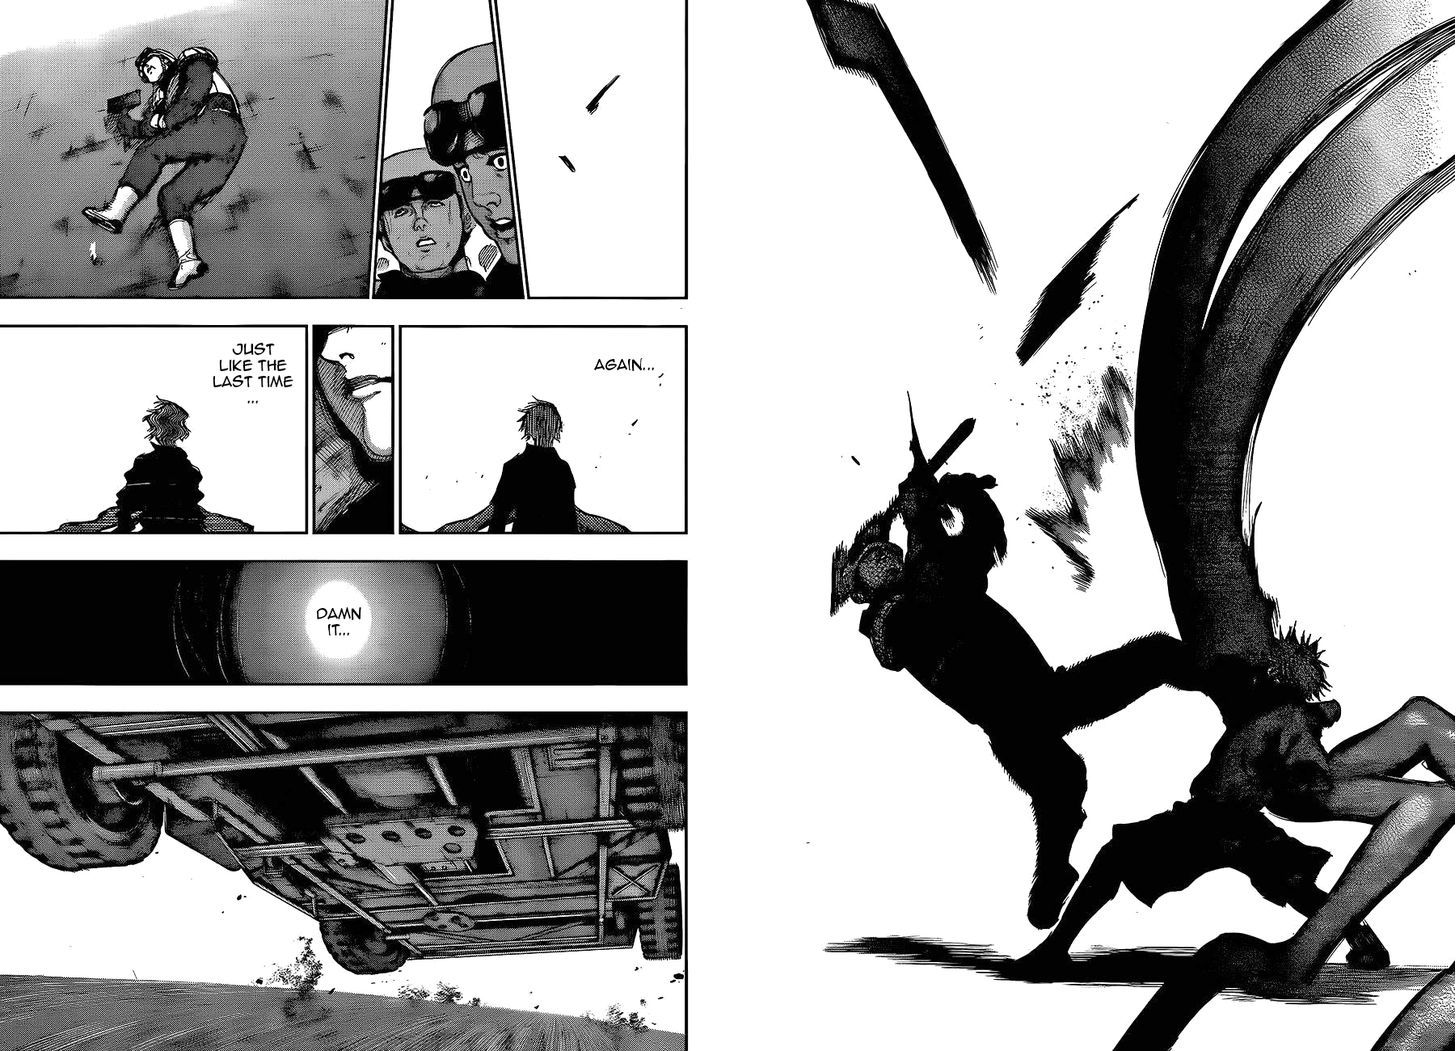 AGAIN...
JUST
LIKE THE
LAST TIME
...
DAMN
IT...